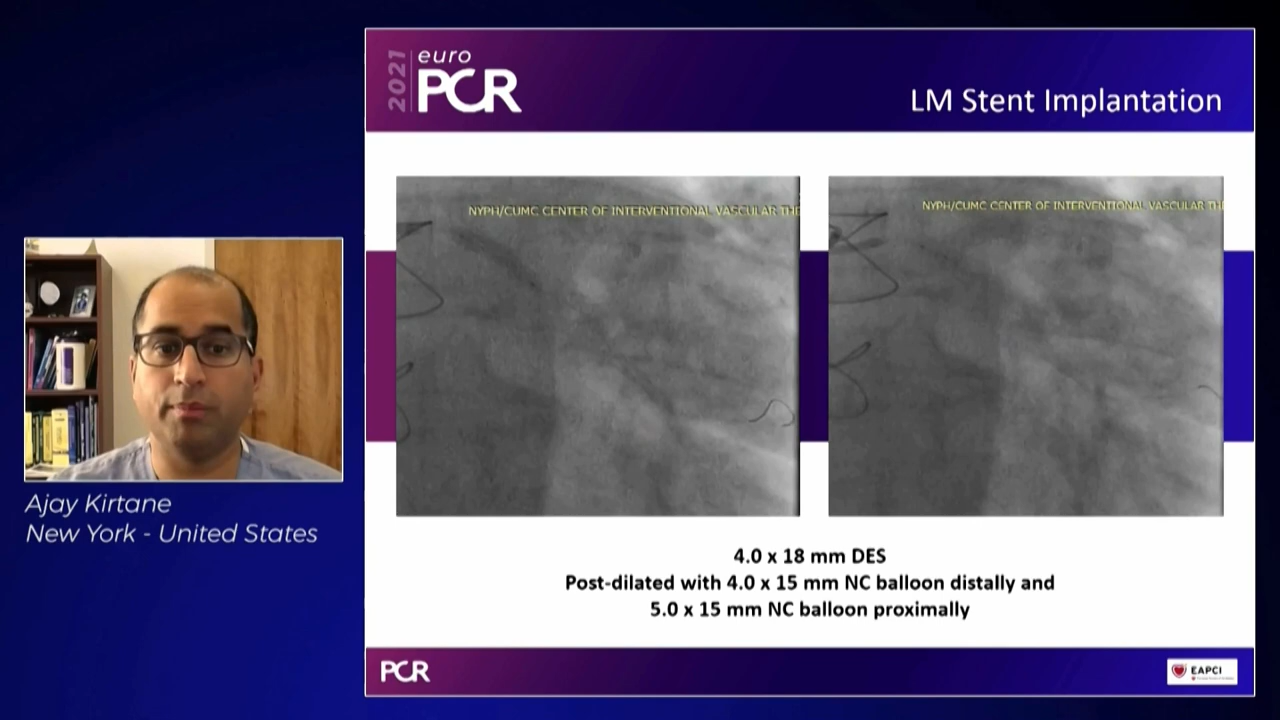 2021
euro
PCR
LM Stent Implantation
NYPH/CUMC CENTER OF INTERVENTIONAL VASCULAR THE
NYPH/CUMC CENTER OF INTERVENTIONAL VASCULAR TH
Ajay Kirtane
New York - United States
4.0 x 18 mm DES
Post-dilated with 4.0 x 15 mm NC balloon distally and
5.0 x 15 mm NC balloon proximally
PCR
EAPCI